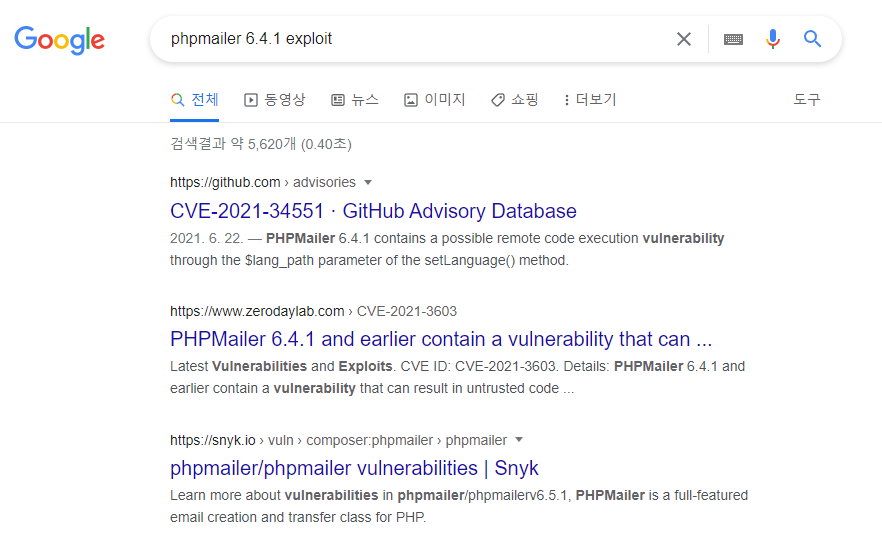 Google
phpmailer 6.4.1 exploit
전체 동영상 뉴스 이미지 쇼핑 더보기 도구
검색결과 약 5,620개 (0.40초)
https://github.com › advisories
CVE-2021-34551 · GitHub Advisory Database
2021. 6. 22. — PHPMailer 6.4.1 contains a possible remote code execution vulnerability
through the $lang_path parameter of the setLanguage() method.
https://www.zerodaylab.com › CVE-2021-3603
PHPMailer 6.4.1 and earlier contain a vulnerability that can ...
Latest Vulnerabilities and Exploits. CVE ID: CVE-2021-3603. Details: PHPMailer 6.4.1 and
earlier contain a vulnerability that can result in untrusted code ...
https://snyk.io › vuln › composer:phpmailer › phpmailer
phpmailer/phpmailer vulnerabilities | Snyk
Learn more about vulnerabilities in phpmailer/phpmailerv6.5.1, PHPMailer is a full-featured
email creation and transfer class for PHP.